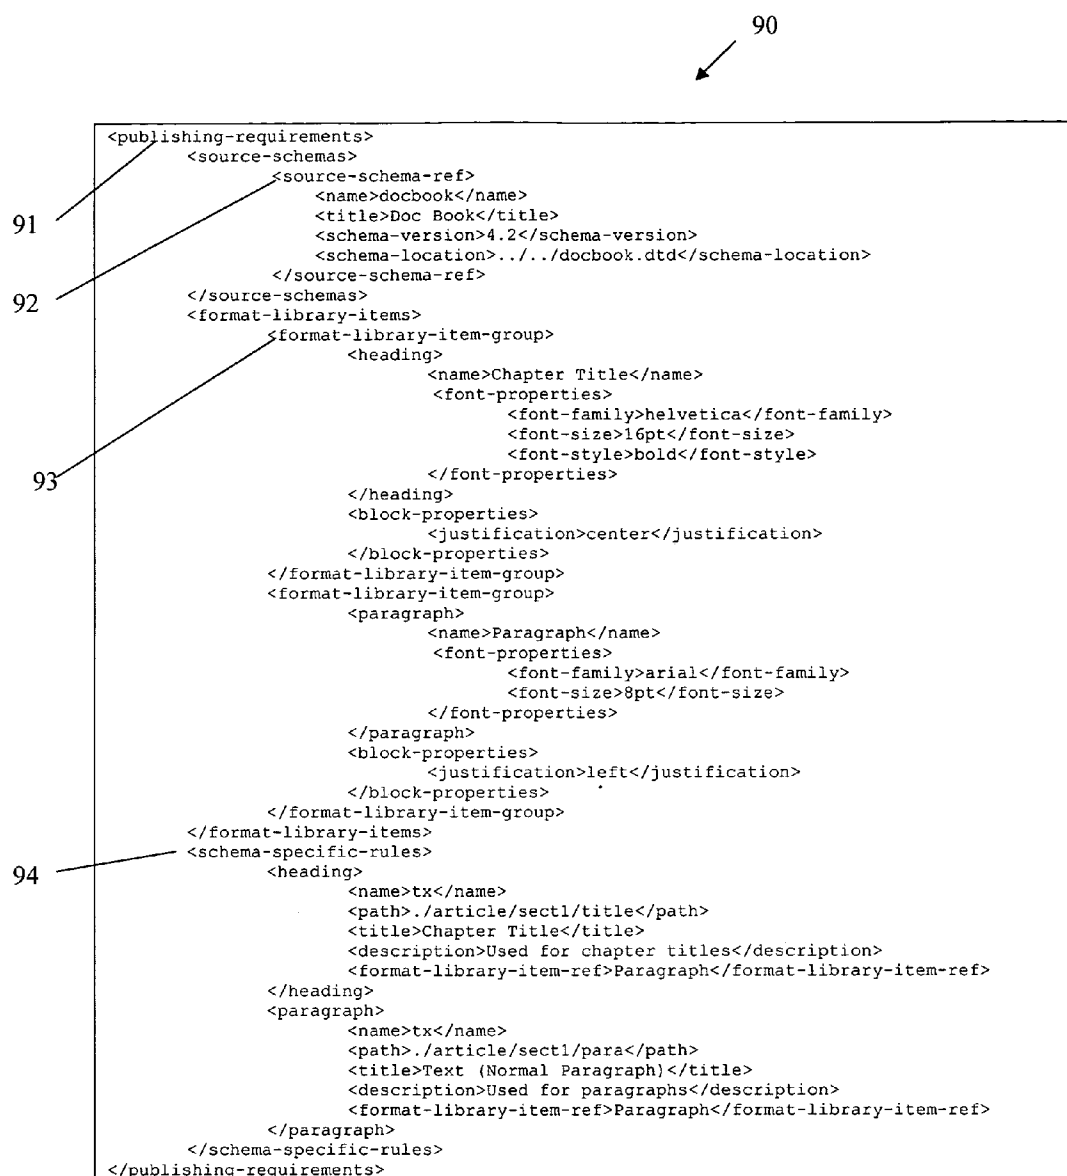 90
<publishing-requirements>
<source-schemas>
<source-schema-ref>
<name>docbook</name>
<title>Doc Book</title>
91
<schema-version>4.2</schema-version>
<schema-location>../../docbook.dtd</schema-location>
</source-schema-ref>
92
</source-schemas>
<format-library-items>
<format-library-item-group>
<heading>
<name>Chapter Title</name>
<font-properties>
<font-family>helvetica</font-family>
<font-size>16pt</font-size>
<font-style>bold</font-style>
93
</font-properties>
</heading>
<block-properties>
<justification>center</justification>
</block-properties>
</format-library-item-group>
<format-library-item-group>
<paragraph>
<name>Paragraph</name>
<font-properties>
<font-family>arial</font-family>
<font-size>8pt</font-size>
</font-properties>
</paragraph>
<block-properties>
<justification>left</justification>
</block-properties>
</format-library-item-group>
</format-library-items>
<schema-specific-rules>
94
<heading>
<name>tx</name>
<path>./article/sect1/title</path>
<title>Chapter Title</title>
<description>Used for chapter titles</description>
<format-library-item-ref>Paragraph</format-library-item-ref>
</heading>
<paragraph>
<name>tx</name>
<path>./article/sect1/para</path>
<title>Text (Normal Paragraph)</title>
<description>Used for paragraphs</description>
<format-library-item-ref>Paragraph</format-library-item-ref>
</paragraph>
</schema-specific-rules>
</publishing-requirements>